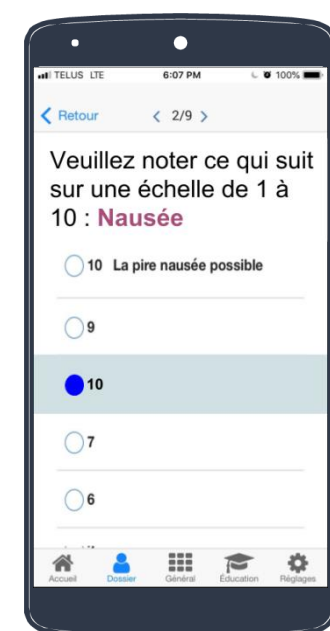 TELUS LTE 6:07 PM 100%
Retour 2/9
Veuillez noter ce qui suit
sur une échelle de 1 à
10 : Nausée
10 La pire nausée possible
9
10
7
6
Accueil Dossier Général Éducation Réglages